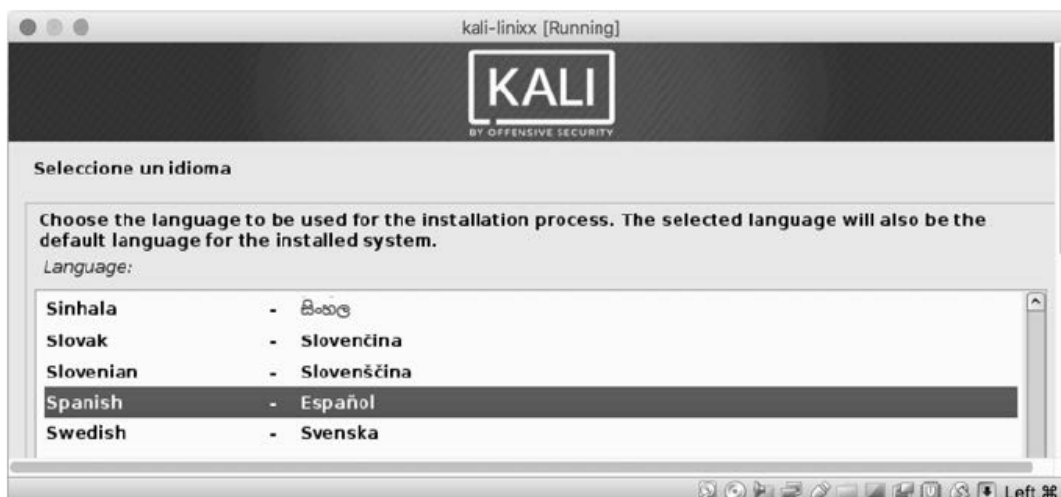 kali-linixx [Running]
KALI
BY OFFENSIVE SECURITY
Seleccione un idioma
Choose the language to be used for the installation process. The selected language will also be the
default language for the installed system.
Language:
Sinhala - සිංහල
Slovak - Slovenčina
Slovenian - Slovenščina
Spanish - Español
Swedish - Svenska
Left ⌘